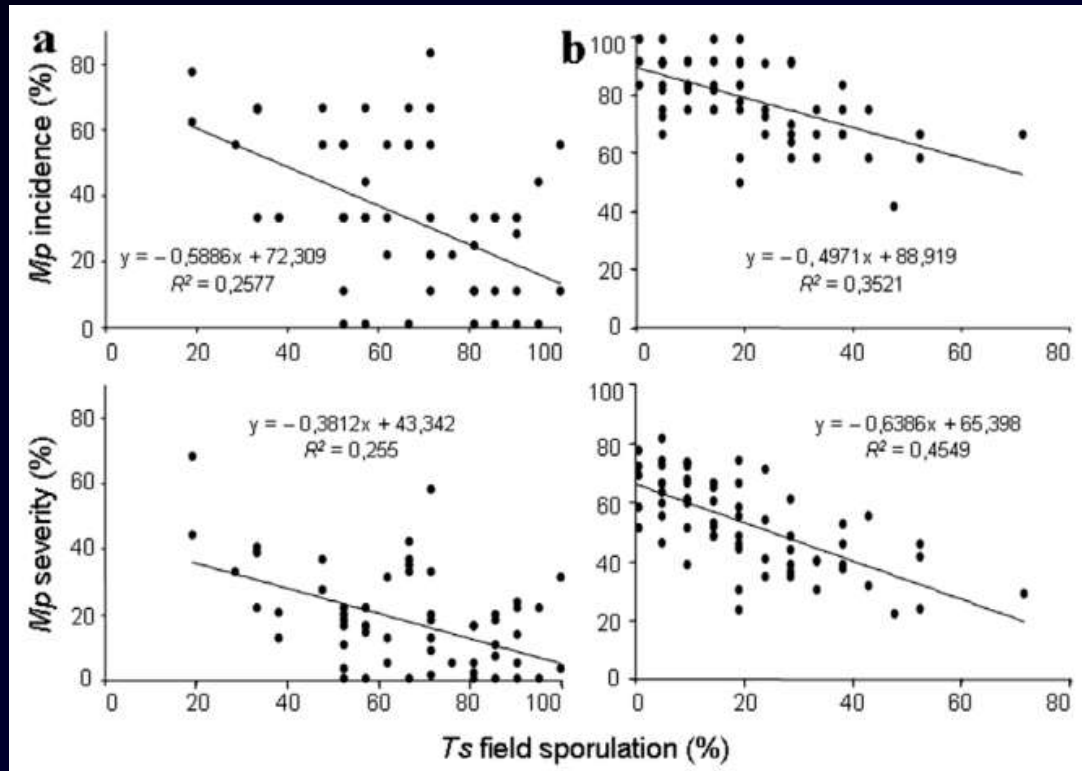 a
b
Mp incidence (%)
80
60
40
20
0
y = – 0,5886x + 72,309
R² = 0,2577
0 20 40 60 80 100
100
80
60
40
20
0
y = – 0, 4971x + 88,919
R² = 0,3521
0 20 40 60 80
Mp severity (%)
80
60
40
20
0
y = – 0,3812x + 43,342
R² = 0,255
0 20 40 60 80 100
100
80
60
40
20
0
y = – 0,6386x + 65,398
R² = 0,4549
0 20 40 60 80
Ts field sporulation (%)